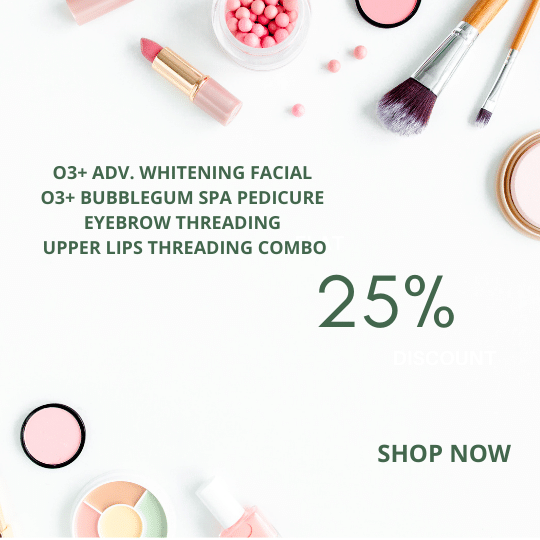 O3+ ADV. WHITENING FACIAL
O3+ BUBBLEGUM SPA PEDICURE
EYEBROW THREADING
UPPER LIPS THREADING COMBO
25%
DISCOUNT
SHOP NOW